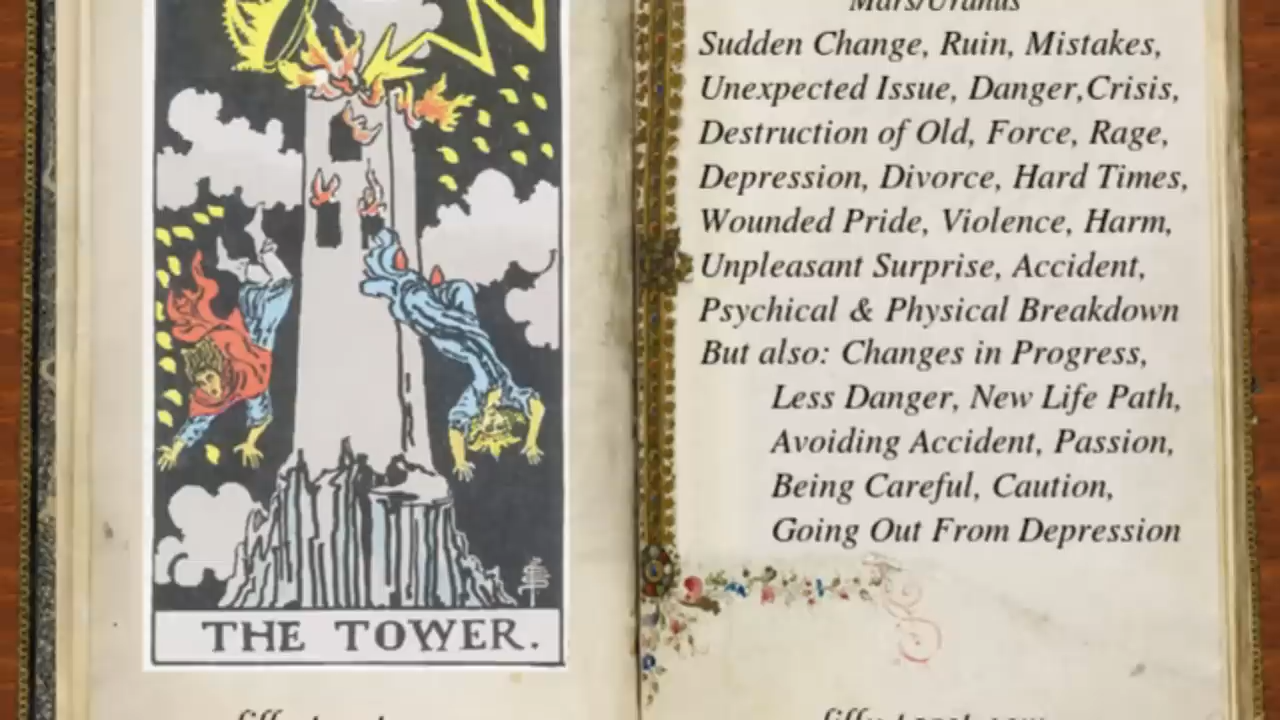 THE TOWER.
Mars/Uranus
Sudden Change, Ruin, Mistakes,
Unexpected Issue, Danger,Crisis,
Destruction of Old, Force, Rage,
Depression, Divorce, Hard Times,
Wounded Pride, Violence, Harm,
Unpleasant Surprise, Accident,
Psychical & Physical Breakdown
But also: Changes in Progress,
Less Danger, New Life Path,
Avoiding Accident, Passion,
Being Careful, Caution,
Going Out From Depression